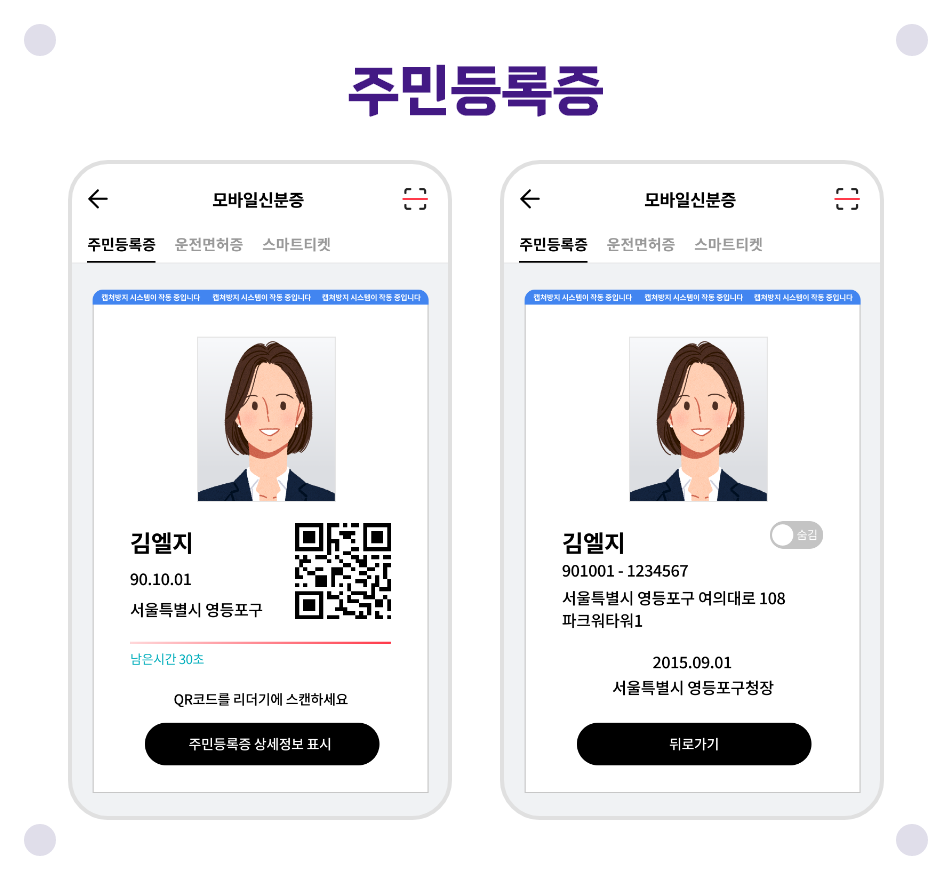 주민등록증
모바일신분증
주민등록증 운전면허증 스마트티켓
캡쳐방지 시스템이 작동 중입니다 캡쳐방지 시스템이 작동 중입니다 캡쳐방지 시스템이 작동 중입니다
김엘지
90.10.01
서울특별시 영등포구
남은시간 30초
QR코드를 리더기에 스캔하세요
주민등록증 상세정보 표시
모바일신분증
주민등록증 운전면허증 스마트티켓
캡쳐방지 시스템이 작동 중입니다 캡쳐방지 시스템이 작동 중입니다 캡쳐방지 시스템이 작동 중입니다
김엘지
숨김
901001 - 1234567
서울특별시 영등포구 여의대로 108
파크워타워1
2015.09.01
서울특별시 영등포구청장
뒤로가기